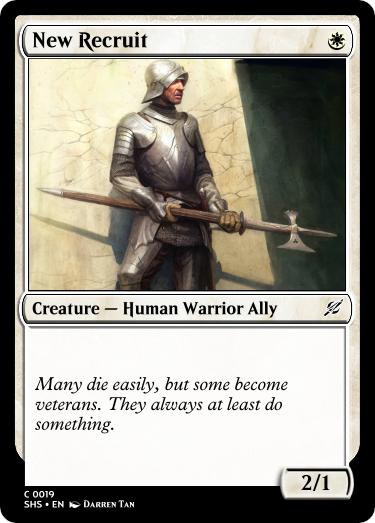 New Recruit
Creature — Human Warrior Ally
Many die easily, but some become
veterans. They always at least do
something.
2/1
C 0019
SHS • EN Darren Tan